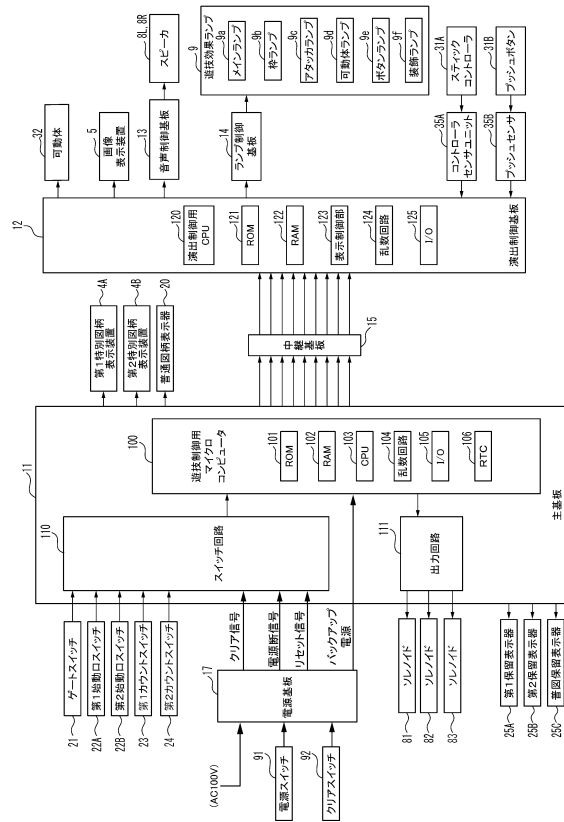 32
可動体
5
画像
表示装置
13
音声制御基板
8L,8R
スピーカ
9
遊技効果ランプ
9a
メインランプ
9b
枠ランプ
9c
アタッカランプ
9d
可動体ランプ
9e
ボタンランプ
9f
装飾ランプ
14
ランプ制御
基板
35A
コントローラ
センサユニット
31A
スティック
コントローラ
35B
プッシュセンサ
31B
プッシュボタン
12
120
演出制御用
CPU
121
ROM
122
RAM
123
表示制御部
124
乱数回路
125
I/O
演出制御基板
4A
第1特別図柄
表示装置
4B
第2特別図柄
表示装置
20
普通図柄表示器
15
中継
基板
11
100
遊技制御用
マイクロ
コンピュータ
101
ROM
102
RAM
103
CPU
104
乱数回路
105
I/O
106
RTC
主基板
110
スイッチ回路
111
出力回路
クリア信号
電源断信号
リセット信号
バックアップ
電源
21
ゲートスイッチ
22A
第1始動口スイッチ
22B
第2始動口スイッチ
23
第1カウントスイッチ
24
第2カウントスイッチ
17
電源基板
(AC100V)
91
電源スイッチ
92
クリアスイッチ
81
ソレノイド
82
ソレノイド
83
ソレノイド
25A
第1保留表示器
25B
第2保留表示器
25C
普図保留表示器